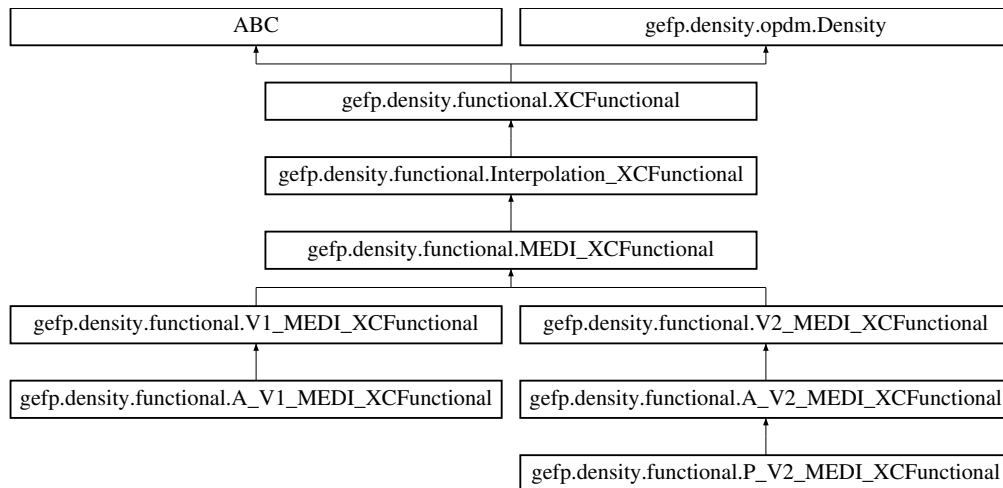 ABC
gefp.density.opdm.Density
gefp.density.functional.XCFunctional
gefp.density.functional.Interpolation_XCFunctional
gefp.density.functional.MEDI_XCFunctional
gefp.density.functional.V1_MEDI_XCFunctional
gefp.density.functional.V2_MEDI_XCFunctional
gefp.density.functional.A_V1_MEDI_XCFunctional
gefp.density.functional.A_V2_MEDI_XCFunctional
gefp.density.functional.P_V2_MEDI_XCFunctional